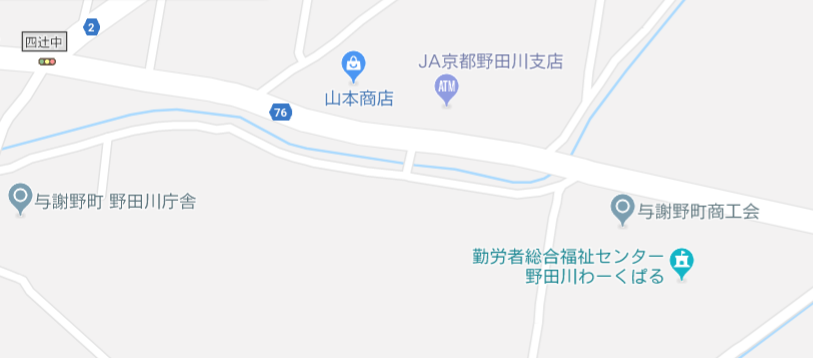 2
四辻中
JA京都野田川支店
ATM
山本商店
76
与謝野町 野田川庁舎
与謝野町商工会
勤労者総合福祉センター
野田川わーくぱる